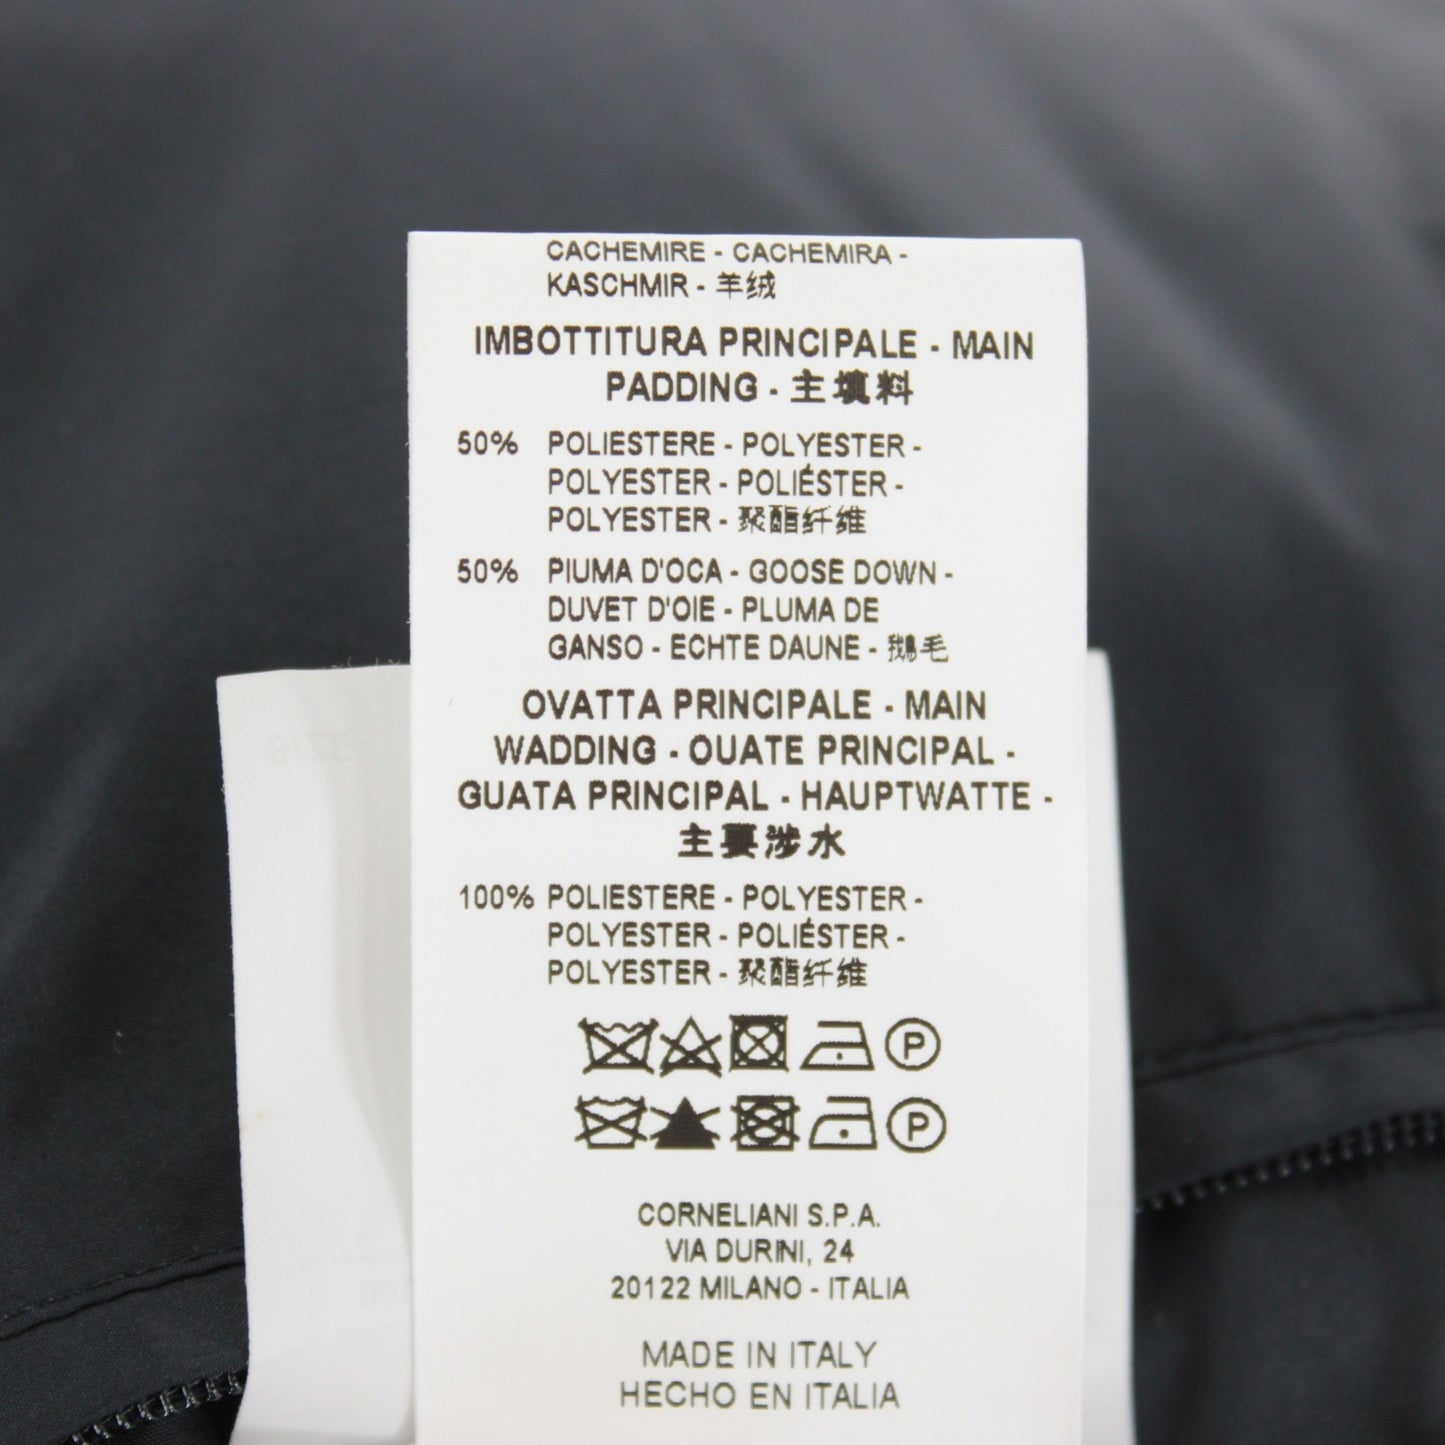 CACHEMIRE - CACHEMIRA -
KASCHMIR - 羊绒
IMBOTTITURA PRINCIPALE - MAIN
PADDING - 主填料
50% POLIESTERE - POLYESTER -
POLYESTER - POLIÉSTER -
POLYESTER - 聚酯纤维
50% PIUMA D'OCA - GOOSE DOWN -
DUVET D'OIE - PLUMA DE
GANSO - ECHTE DAUNE - 鹅毛
OVATTA PRINCIPALE - MAIN
WADDING - OUATE PRINCIPAL -
GUATA PRINCIPAL - HAUPTWATTE -
主要涉水
100% POLIESTERE - POLYESTER -
POLYESTER - POLIÉSTER -
POLYESTER - 聚酯纤维
P
P
CORNELIANI S.P.A.
VIA DURINI, 24
20122 MILANO - ITALIA
MADE IN ITALY
HECHO EN ITALIA
SIZE